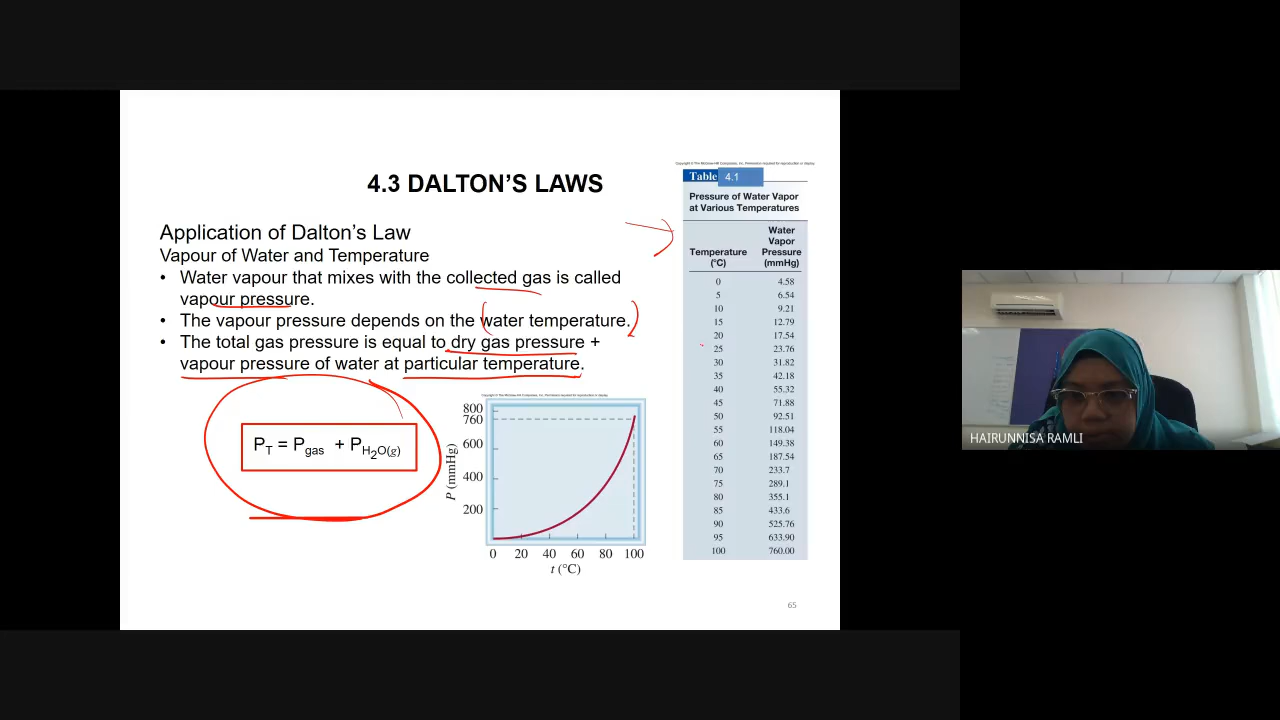 4.3 DALTON'S LAWS
Application of Dalton's Law
Vapour of Water and Temperature
• Water vapour that mixes with the collected gas is called
vapour pressure.
• The vapour pressure depends on the water temperature.
• The total gas pressure is equal to dry gas pressure +
vapour pressure of water at particular temperature.
P_T = P_gas + P_H₂O(g)
800
760
600
400
200
P (mmHg)
0 20 40 60 80 100
t (°C)
Table 4.1
Pressure of Water Vapor
at Various Temperatures
Water
Vapor
Temperature Pressure
(°C) (mmHg)
0 4.58
5 6.54
10 9.21
15 12.79
20 17.54
25 23.76
30 31.82
35 42.18
40 55.32
45 71.88
50 92.51
55 118.04
60 149.38
65 187.54
70 233.7
75 289.1
80 355.1
85 433.6
90 525.76
95 633.90
100 760.00
65
HAIRUNNISA RAMLI